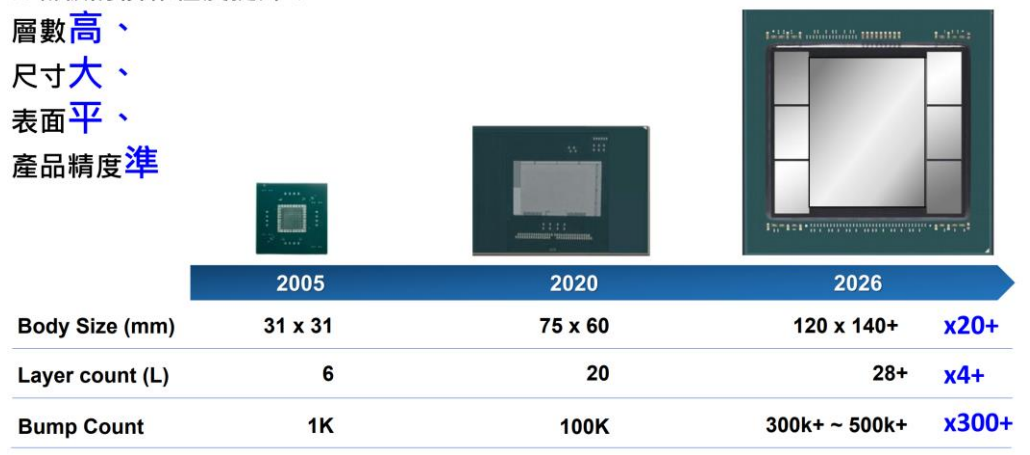 層數高、
尺寸大、
表面平、
產品精度準
2005 2020 2026
Body Size (mm) 31 x 31 75 x 60 120 x 140+ x20+
Layer count (L) 6 20 28+ x4+
Bump Count 1K 100K 300k+ ~ 500k+ x300+